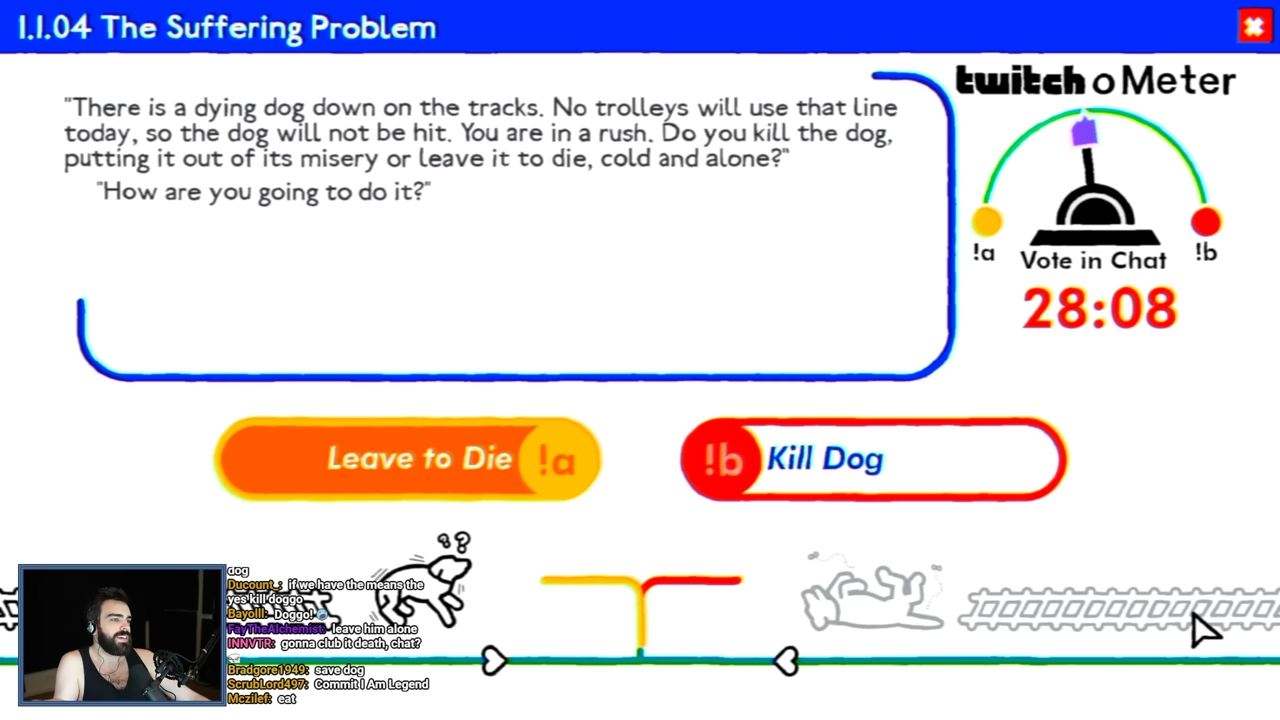 1.1.04 The Suffering Problem
"There is a dying dog down on the tracks. No trolleys will use that line
today, so the dog will not be hit. You are in a rush. Do you kill the dog,
putting it out of its misery or leave it to die, cold and alone?"
"How are you going to do it?"
twitch o Meter
!a
!b
Vote in Chat
28:08
Leave to Die !a
!b Kill Dog
??
dog
Ducount_: if we have the means the
yes kill doggo
Bayolll: Doggo!
FayTheAlchemist: leave him alone
INNVTR: gonna club it death, chat?
Bradgore1949: save dog
ScrubLord497: Commit I Am Legend
Mczilef: eat